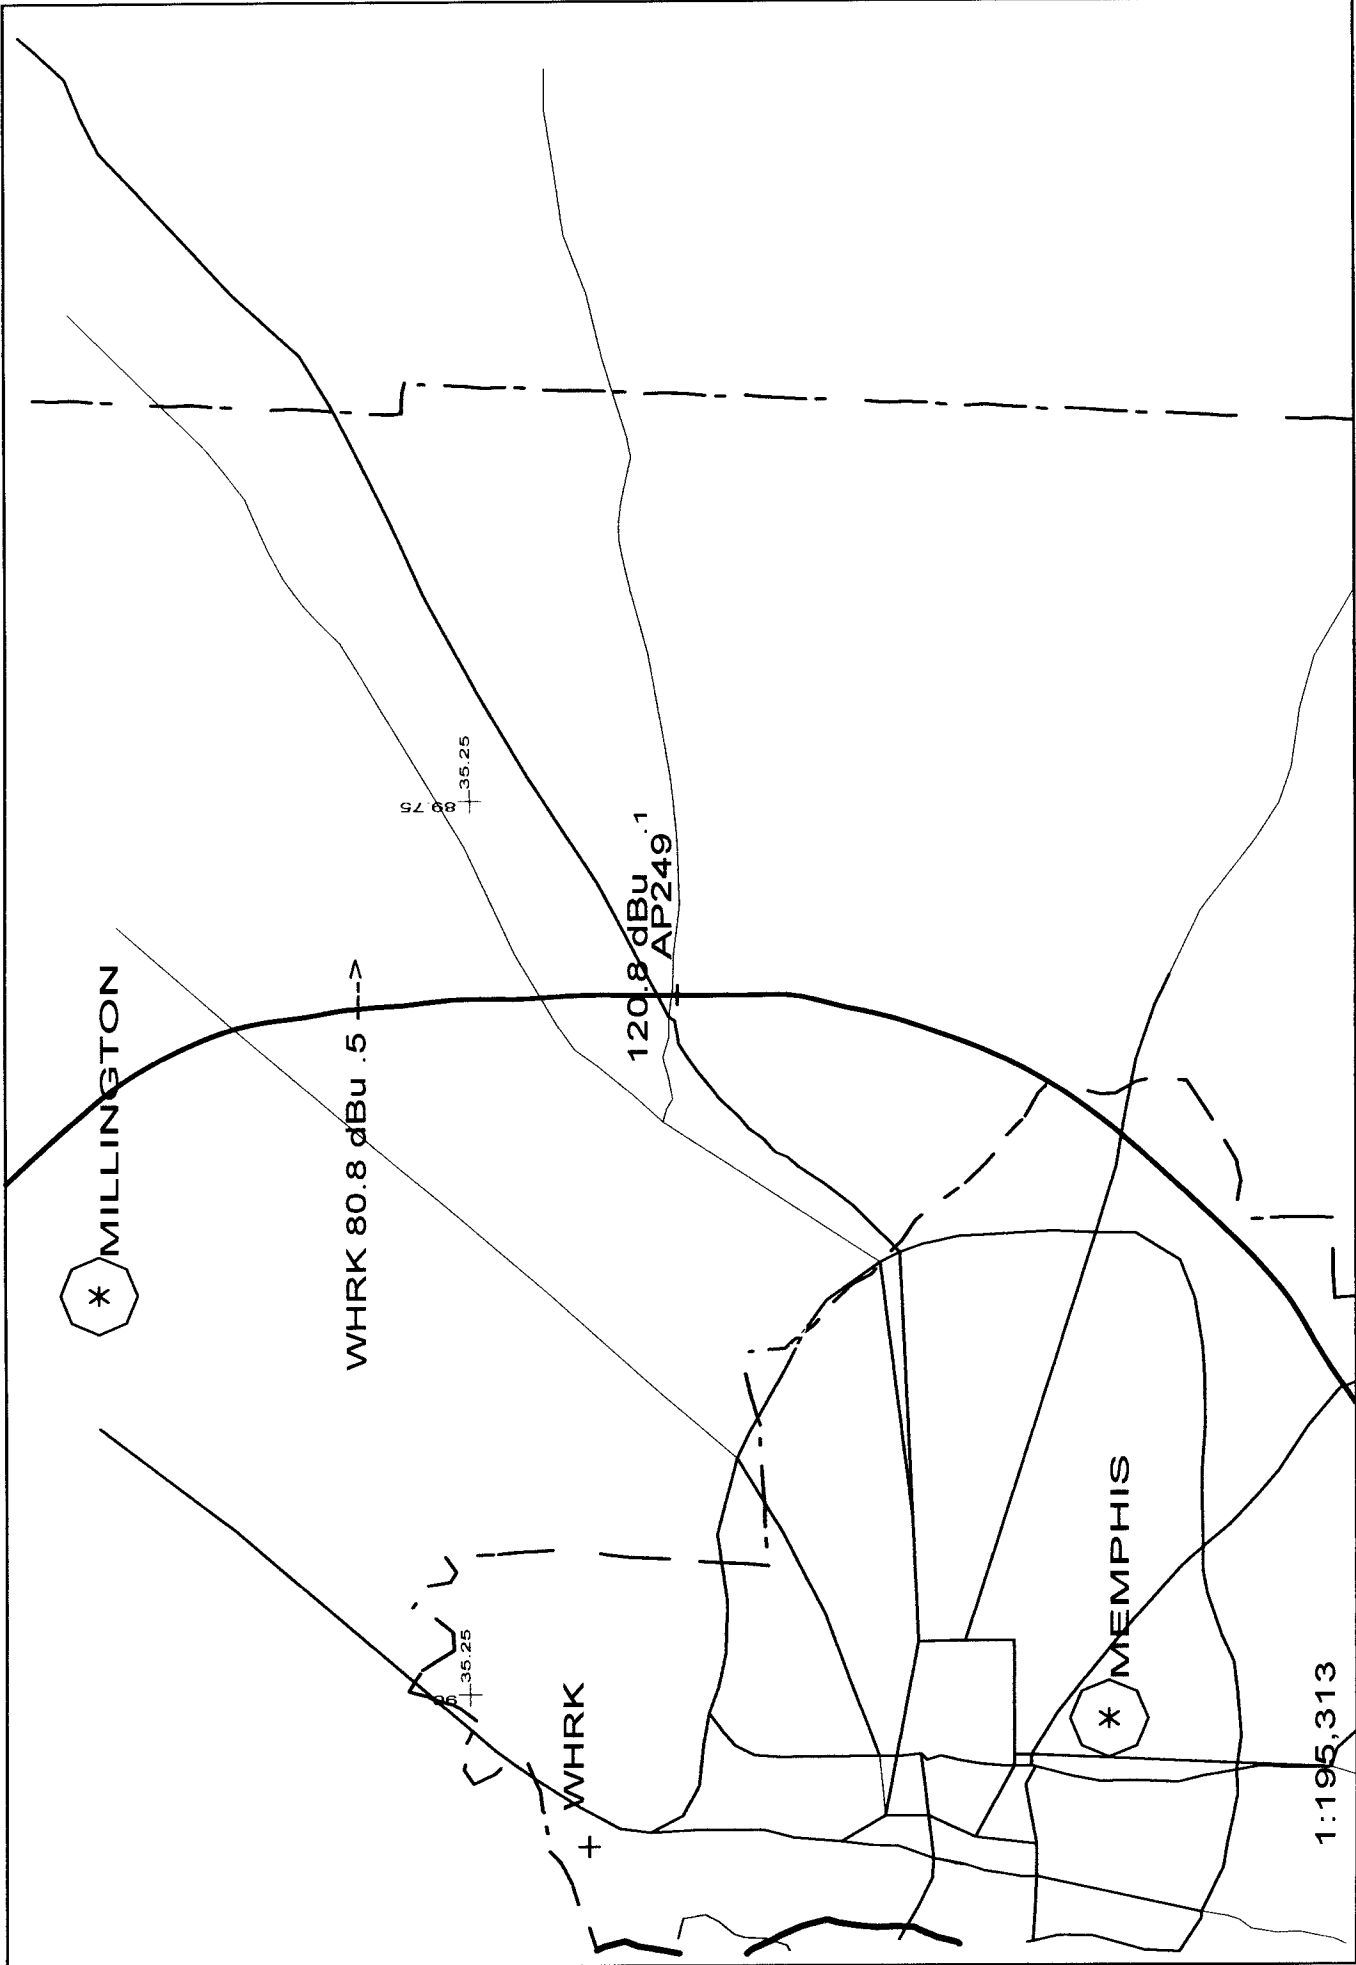 MILLINGTON
WHRK 80.8 dBu .5 --->
89.75
35.25
120.8 dBu .1
AP249
90
35.25
WHRK
MEMPHIS
1:195,313